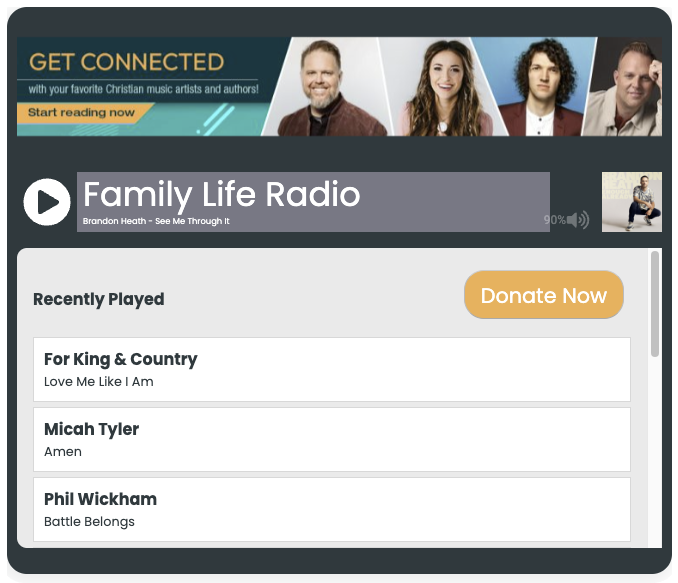 GET CONNECTED
with your favorite Christian music artists and authors!
Start reading now
Family Life Radio
Brandon Heath - See Me Through It
90%
Recently Played
Donate Now
For King & Country
Love Me Like I Am
Micah Tyler
Amen
Phil Wickham
Battle Belongs